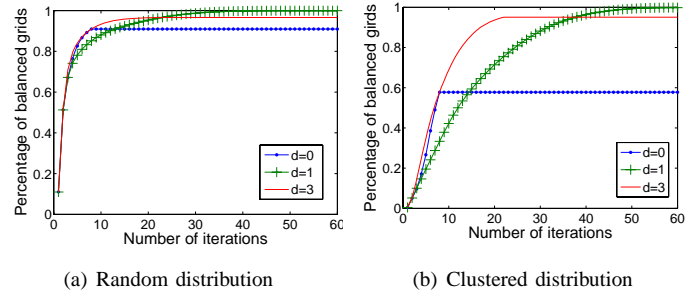 Percentage of balanced grids
1
0.8
0.6
0.4
0.2
0
0 10 20 30 40 50 60
Number of iterations
d=0
d=1
d=3
(a) Random distribution
Percentage of balanced grids
1
0.8
0.6
0.4
0.2
0
0 10 20 30 40 50 60
Number of iterations
d=0
d=1
d=3
(b) Clustered distribution